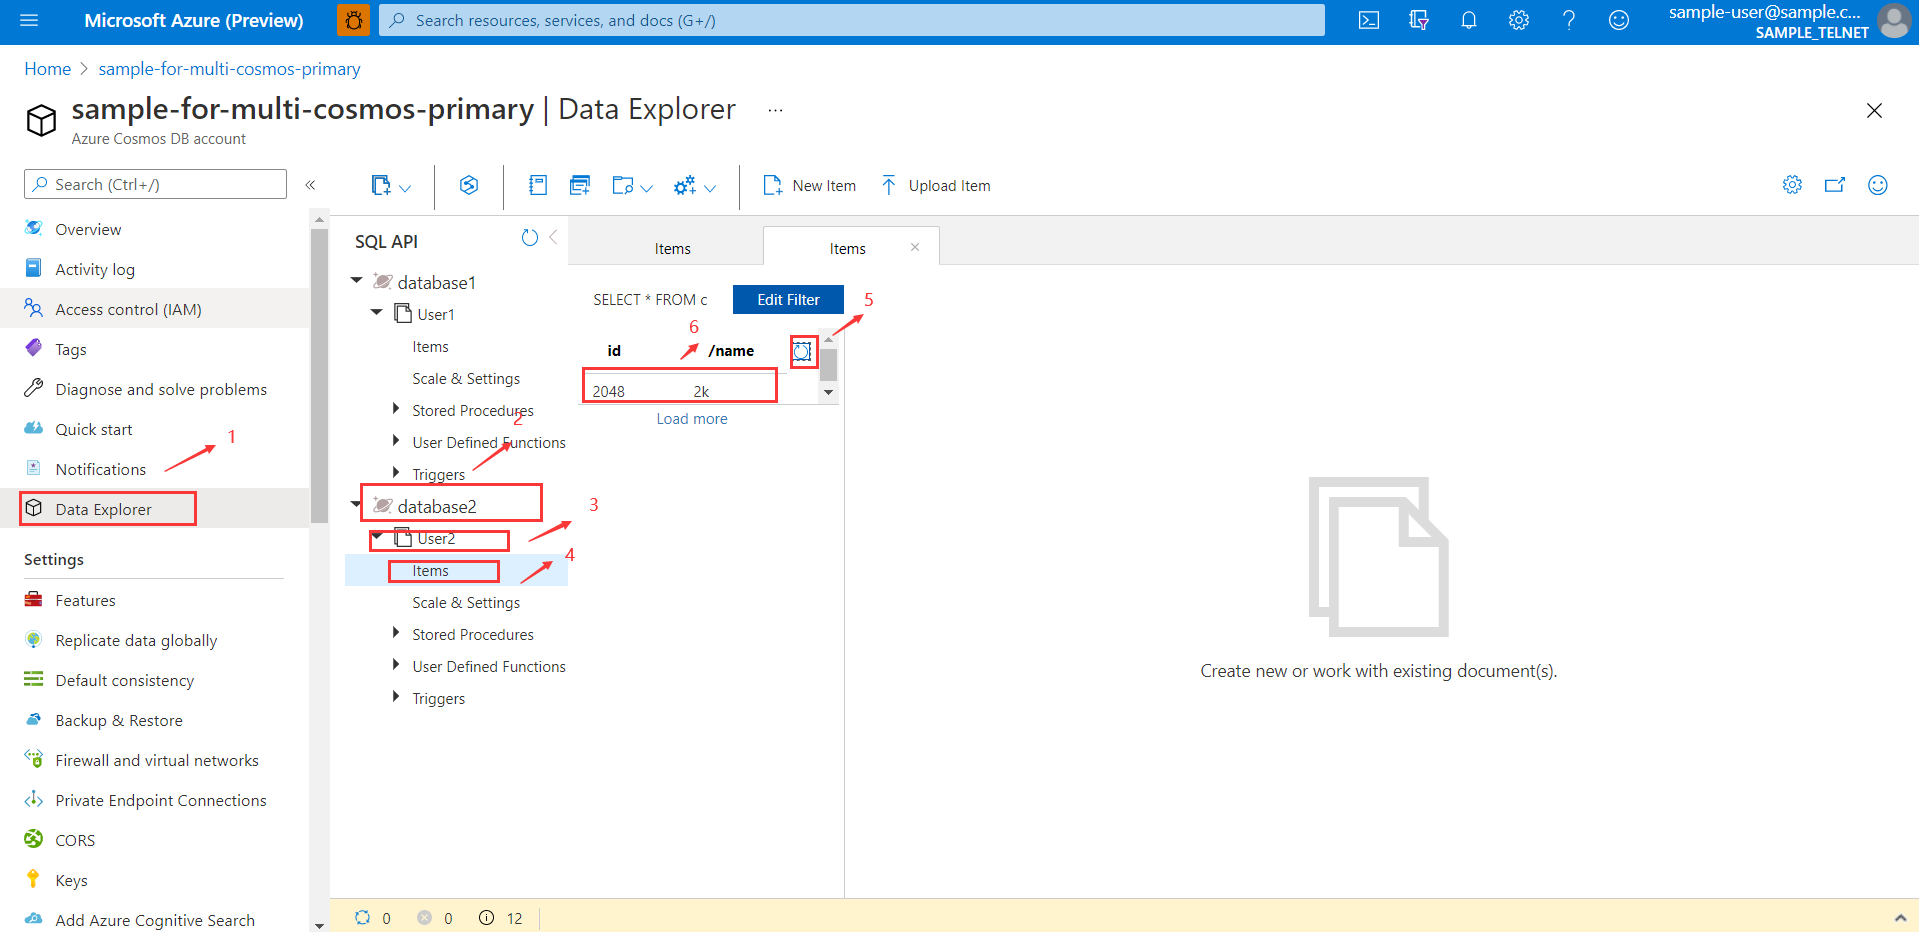 Microsoft Azure (Preview)
Search resources, services, and docs (G+/)
sample-user@sample.c...
SAMPLE_TELNET
Home
sample-for-multi-cosmos-primary
sample-for-multi-cosmos-primary | Data Explorer ...
Azure Cosmos DB account
Search (Ctrl+/)
«
New Item
Upload Item
Overview
Activity log
Access control (IAM)
Tags
Diagnose and solve problems
Quick start
Notifications
1
Data Explorer
Settings
Features
Replicate data globally
Default consistency
Backup & Restore
Firewall and virtual networks
Private Endpoint Connections
CORS
Keys
Add Azure Cognitive Search
SQL API
database1
User1
Items
Scale & Settings
Stored Procedures
2
User Defined Functions
Triggers
database2
3
User2
4
Items
Scale & Settings
Stored Procedures
User Defined Functions
Triggers
Items
Items
SELECT * FROM c
Edit Filter
5
6
id
/name
2048
2k
Load more
Create new or work with existing document(s).
0
0
12